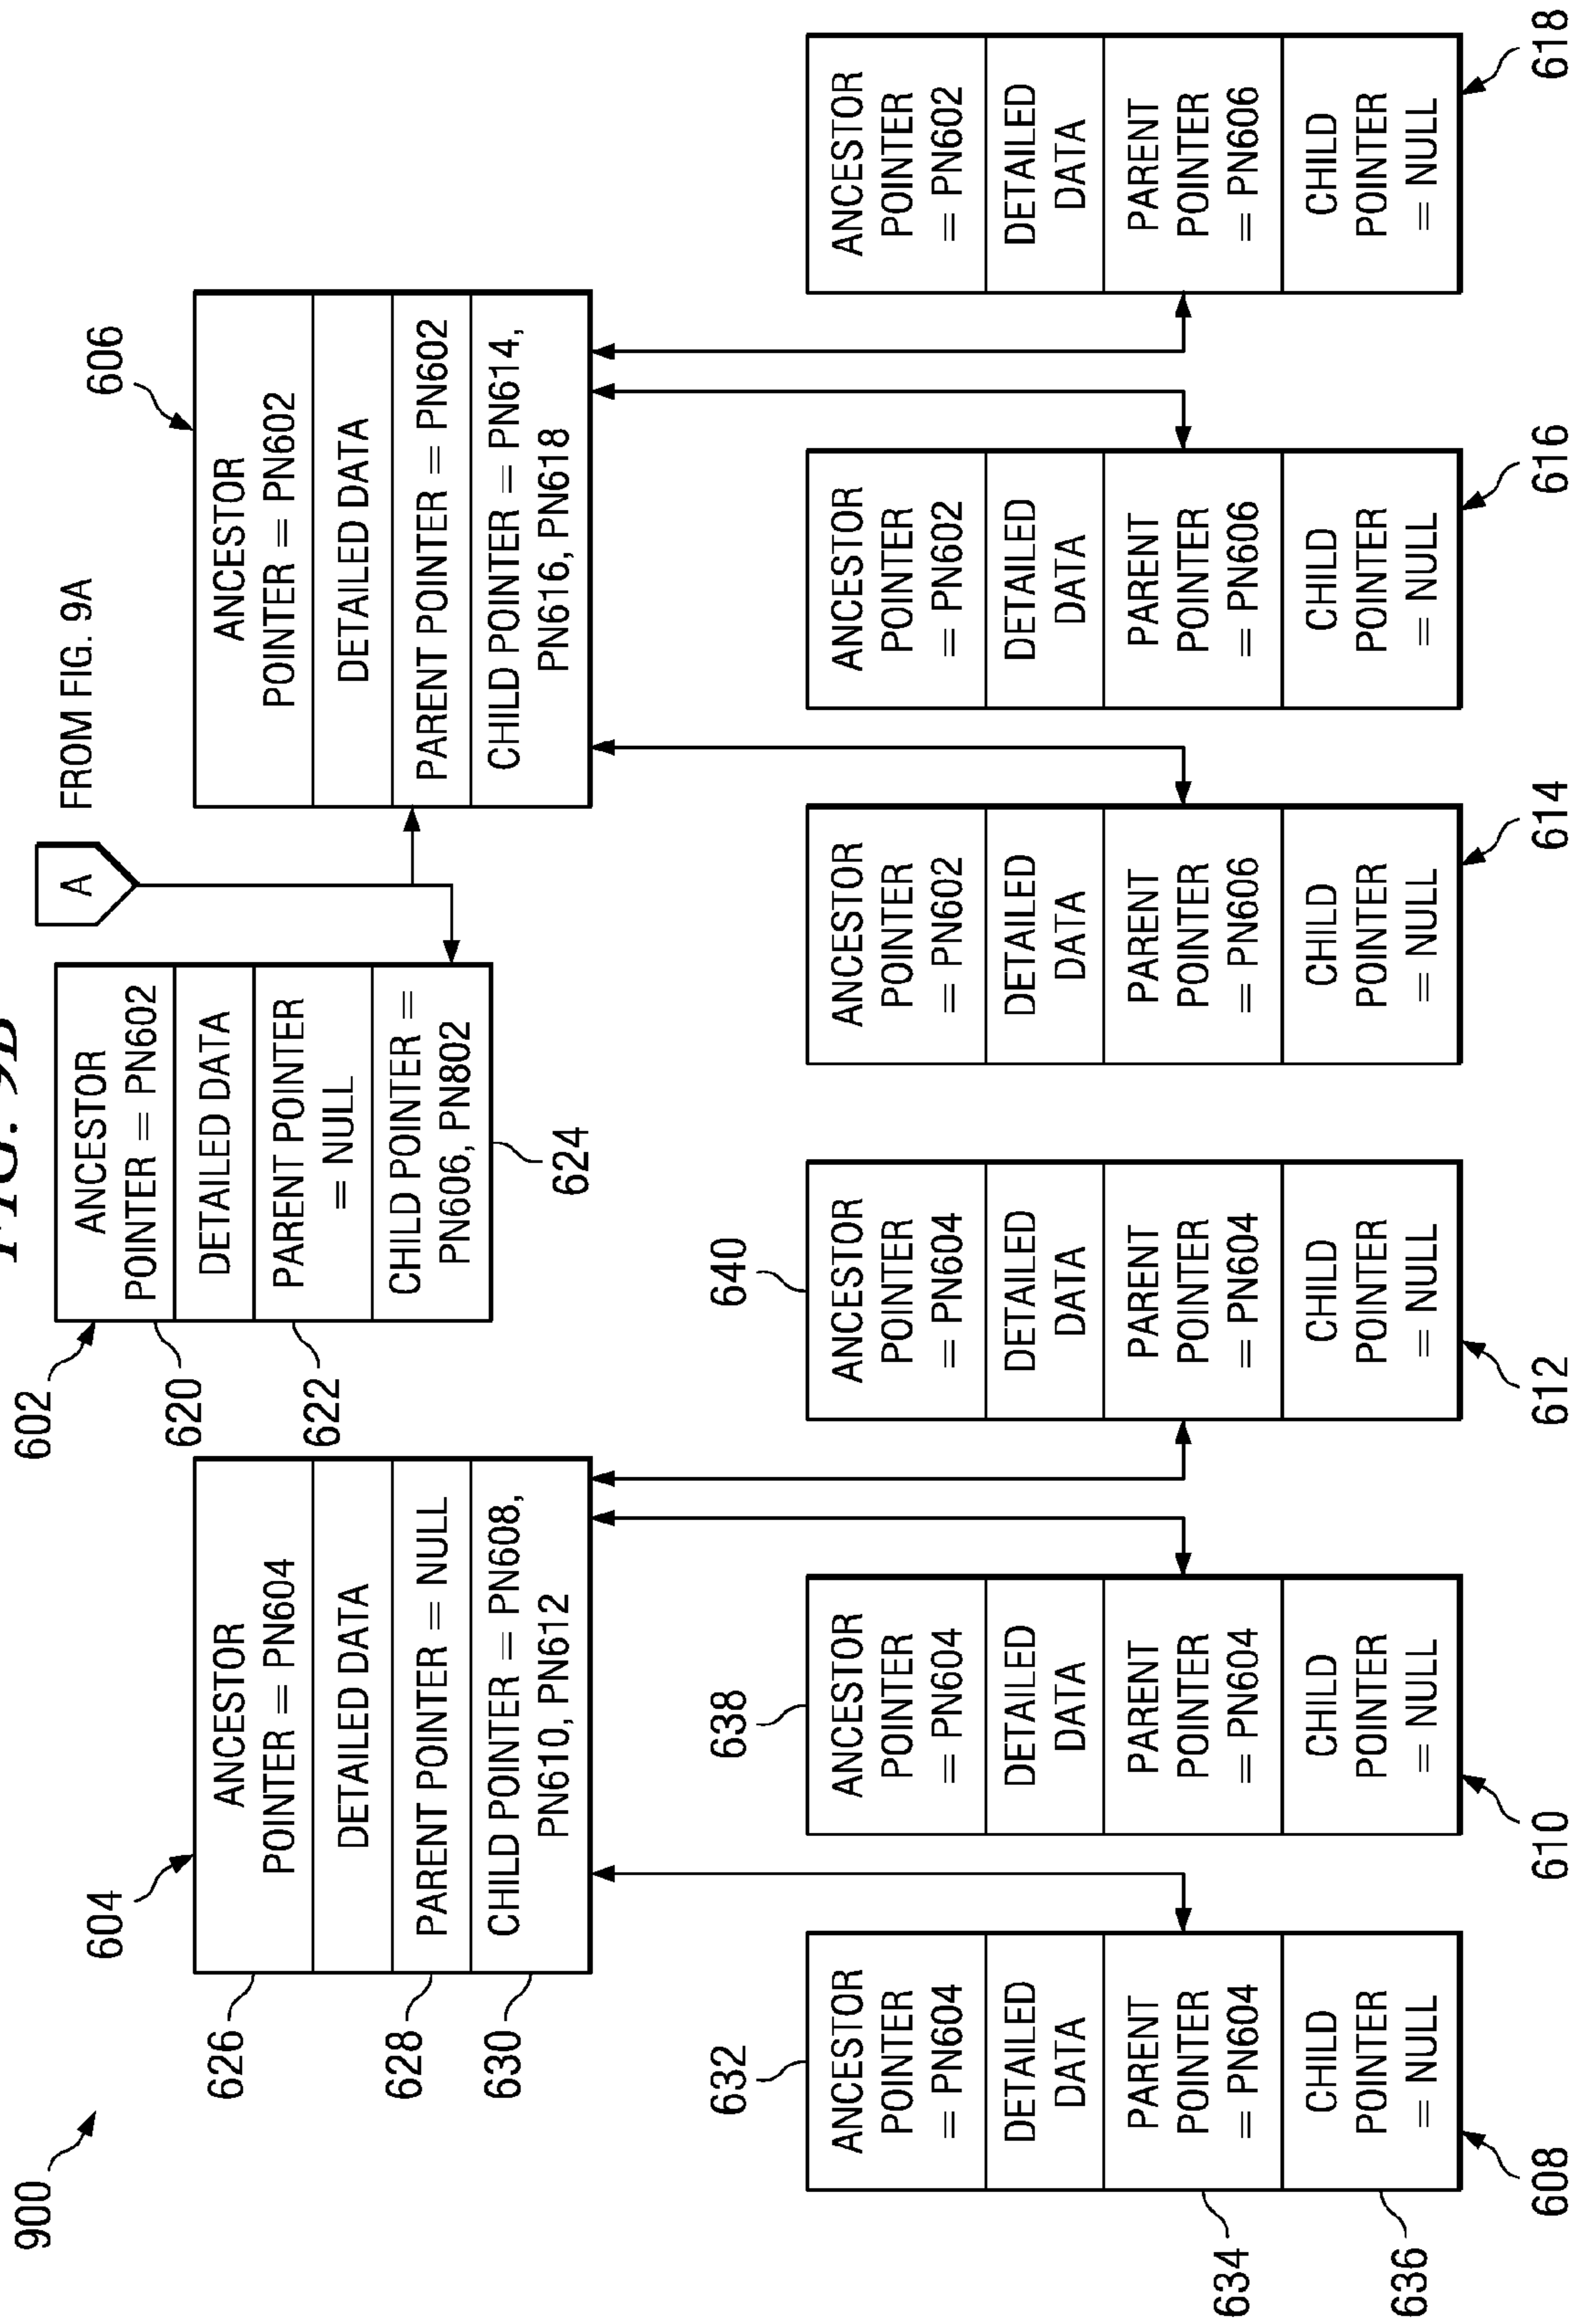 FIG. 9B
900
A
FROM FIG. 9A
602
ANCESTOR
POINTER = PN602
DETAILED DATA
PARENT POINTER
= NULL
CHILD POINTER =
PN606, PN802
620
622
624
604
ANCESTOR
POINTER = PN604
DETAILED DATA
PARENT POINTER = NULL
CHILD POINTER = PN608,
PN610, PN612
626
628
630
606
ANCESTOR
POINTER = PN602
DETAILED DATA
PARENT POINTER = PN602
CHILD POINTER = PN614,
PN616, PN618
632
ANCESTOR
POINTER
= PN604
DETAILED
DATA
PARENT
POINTER
= PN604
CHILD
POINTER
= NULL
634
636
608
638
ANCESTOR
POINTER
= PN604
DETAILED
DATA
PARENT
POINTER
= PN604
CHILD
POINTER
= NULL
610
640
ANCESTOR
POINTER
= PN604
DETAILED
DATA
PARENT
POINTER
= PN604
CHILD
POINTER
= NULL
612
ANCESTOR
POINTER
= PN602
DETAILED
DATA
PARENT
POINTER
= PN606
CHILD
POINTER
= NULL
614
ANCESTOR
POINTER
= PN602
DETAILED
DATA
PARENT
POINTER
= PN606
CHILD
POINTER
= NULL
616
ANCESTOR
POINTER
= PN602
DETAILED
DATA
PARENT
POINTER
= PN606
CHILD
POINTER
= NULL
618